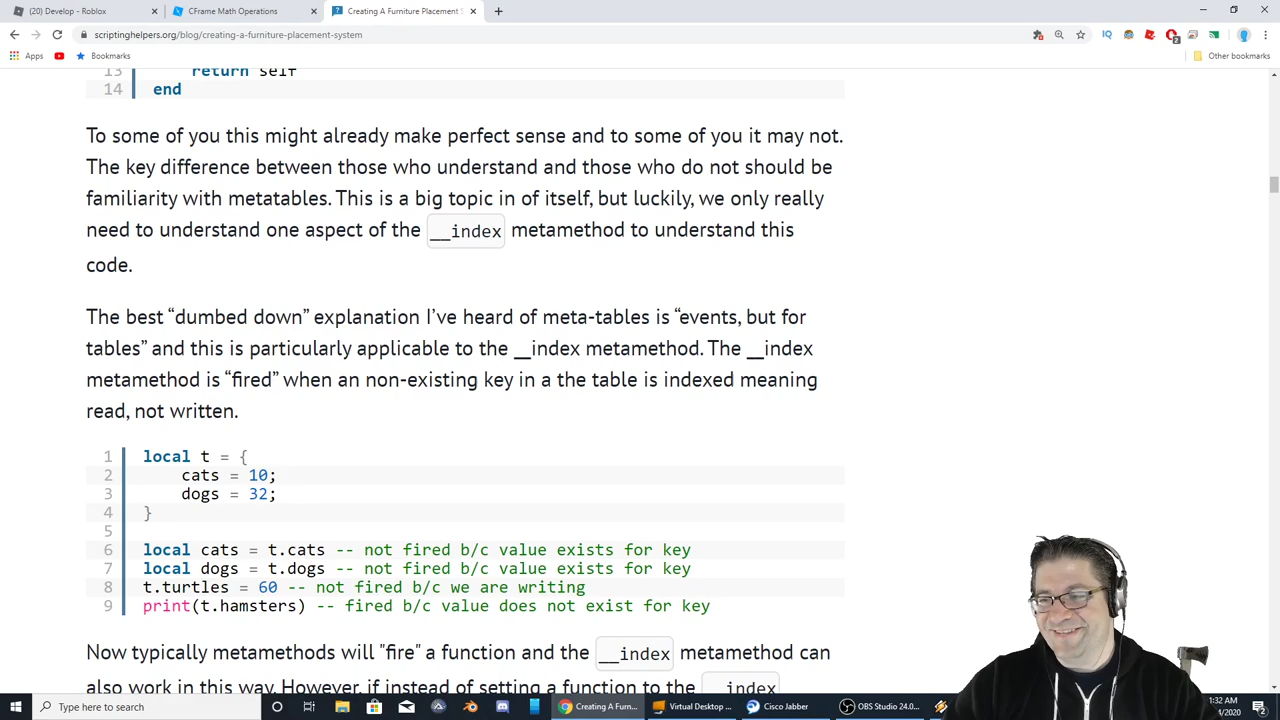 (20) Develop - Roblox
CFrame Math Operations
Creating A Furniture Placement S
scriptinghelpers.org/blog/creating-a-furniture-placement-system
Apps
Bookmarks
Other bookmarks
13 return self
14 end
To some of you this might already make perfect sense and to some of you it may not.
The key difference between those who understand and those who do not should be
familiarity with metatables. This is a big topic in of itself, but luckily, we only really
need to understand one aspect of the __index metamethod to understand this
code.
The best “dumbed down” explanation I’ve heard of meta-tables is “events, but for
tables” and this is particularly applicable to the __index metamethod. The __index
metamethod is “fired” when an non-existing key in a the table is indexed meaning
read, not written.
1 local t = {
2 cats = 10;
3 dogs = 32;
4 }
5
6 local cats = t.cats -- not fired b/c value exists for key
7 local dogs = t.dogs -- not fired b/c value exists for key
8 t.turtles = 60 -- not fired b/c we are writing
9 print(t.hamsters) -- fired b/c value does not exist for key
Now typically metamethods will "fire" a function and the __index metamethod can
also work in this way. However, if instead of setting a function to the __index
Type here to search
Creating A Furn...
Virtual Desktop ...
Cisco Jabber
OBS Studio 24.0...
1:32 AM
2